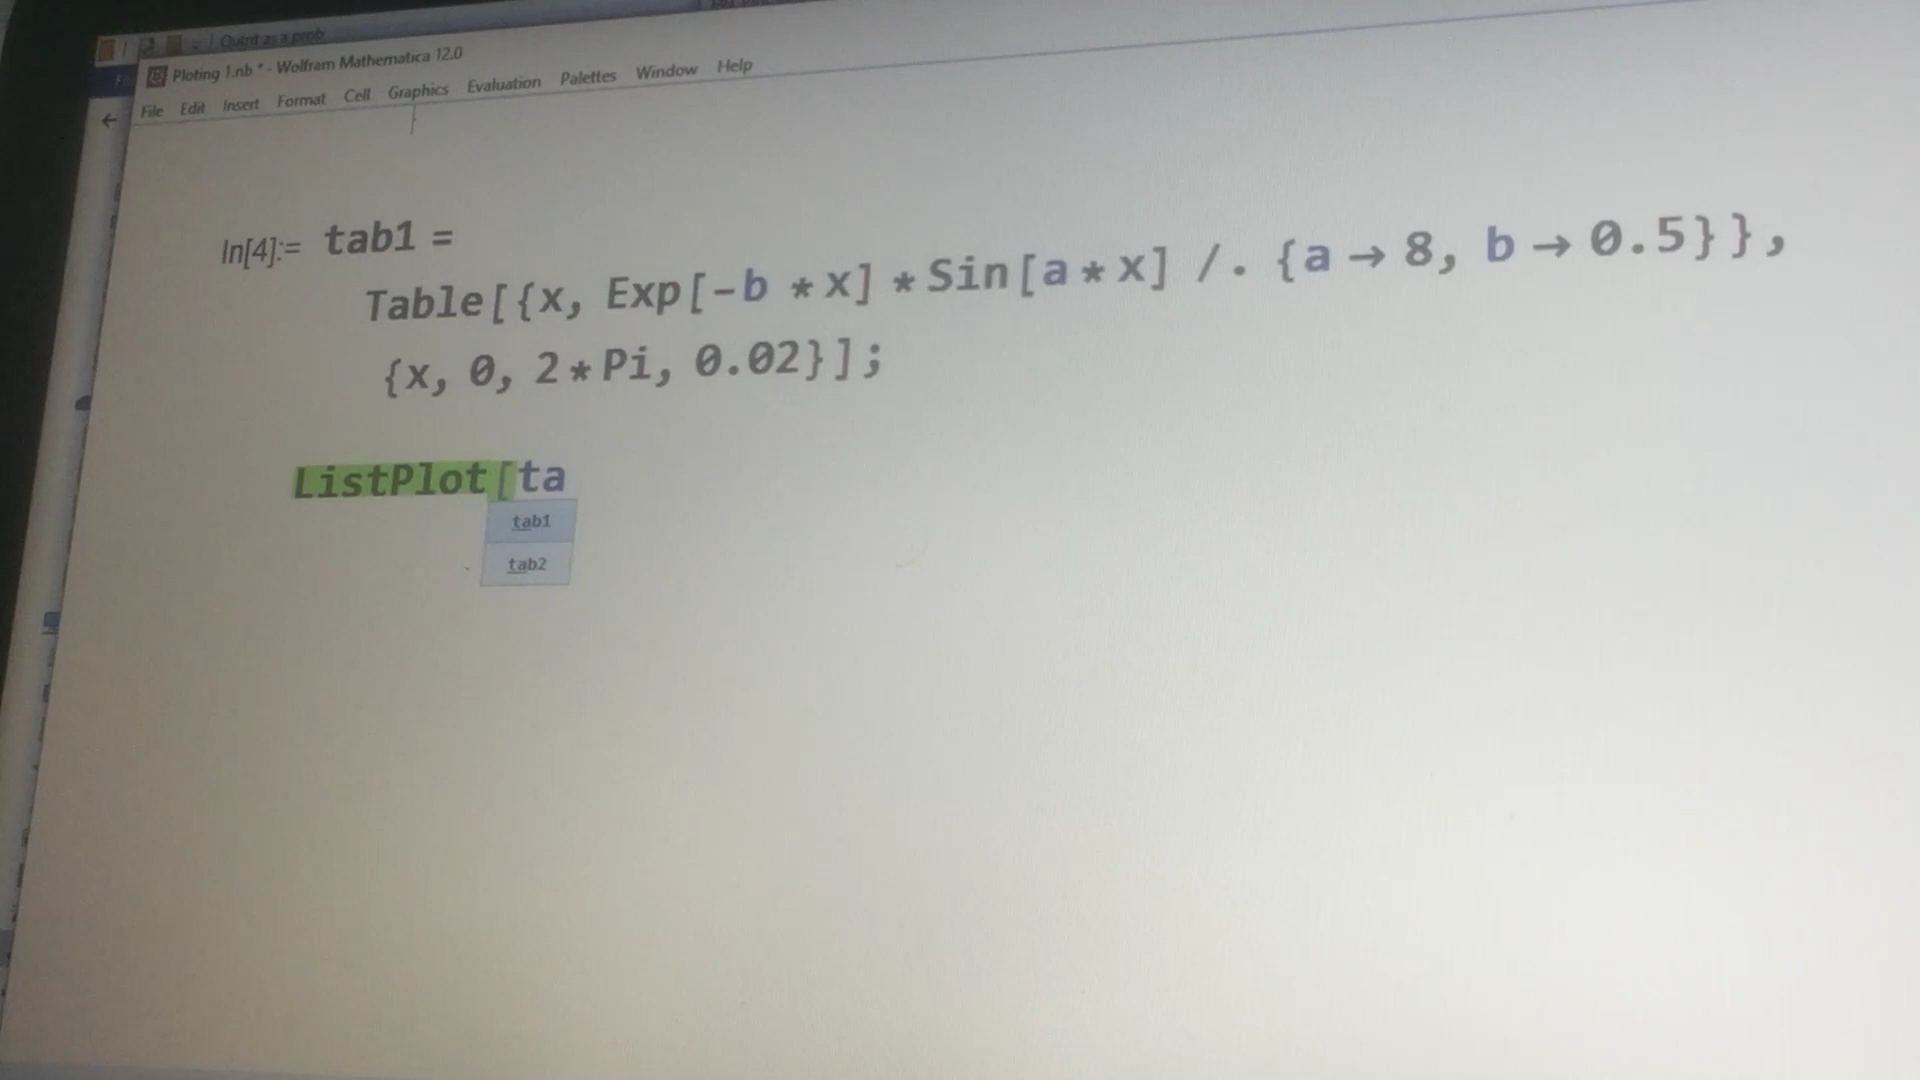 Quirit as a prob
Ploting 1.nb * - Wolfram Mathematica 12.0
File Edit Insert Format Cell Graphics Evaluation Palettes Window Help
In[4]:= tab1 =
Table[{x, Exp[-b * x] * Sin[a * x] /. {a → 8, b → 0.5}},
{x, 0, 2 * Pi, 0.02}];
ListPlot[ta
tab1
tab2